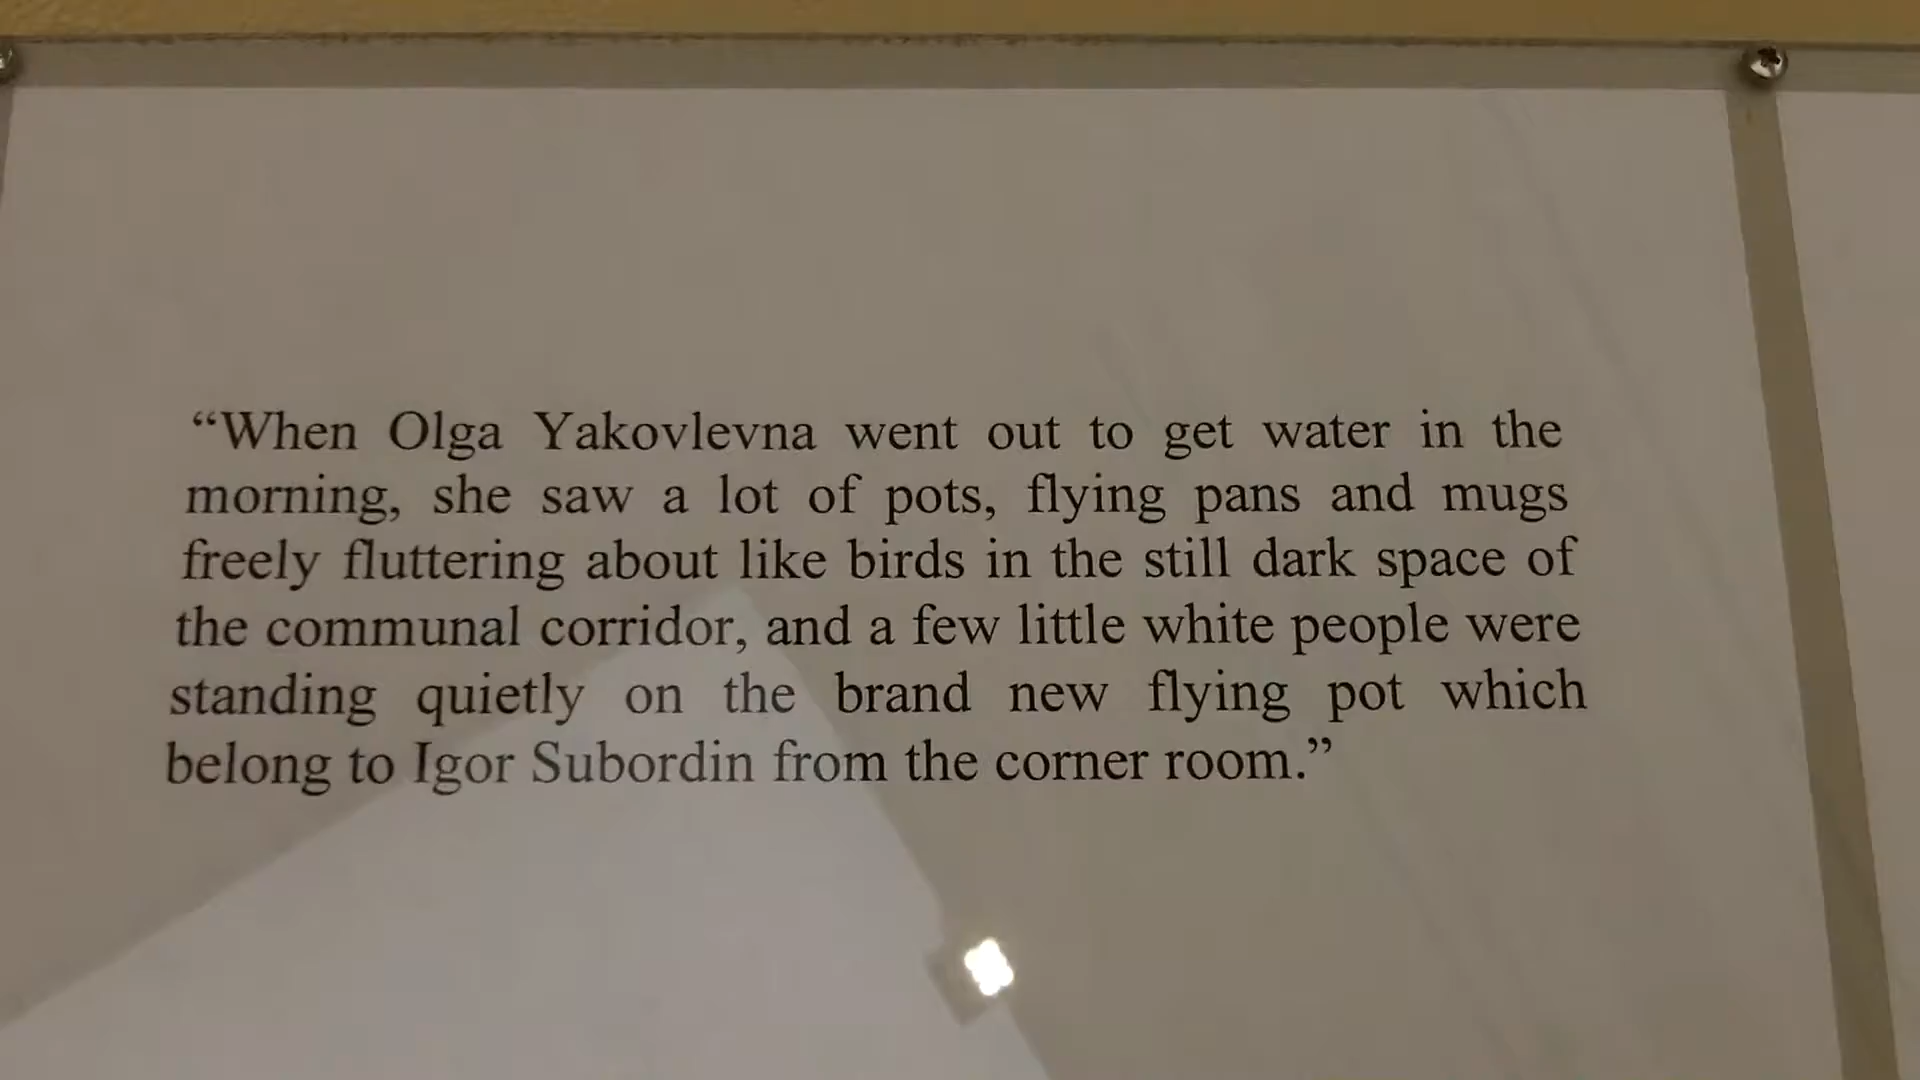 “When Olga Yakovlevna went out to get water in the
morning, she saw a lot of pots, flying pans and mugs
freely fluttering about like birds in the still dark space of
the communal corridor, and a few little white people were
standing quietly on the brand new flying pot which
belong to Igor Subordin from the corner room.”